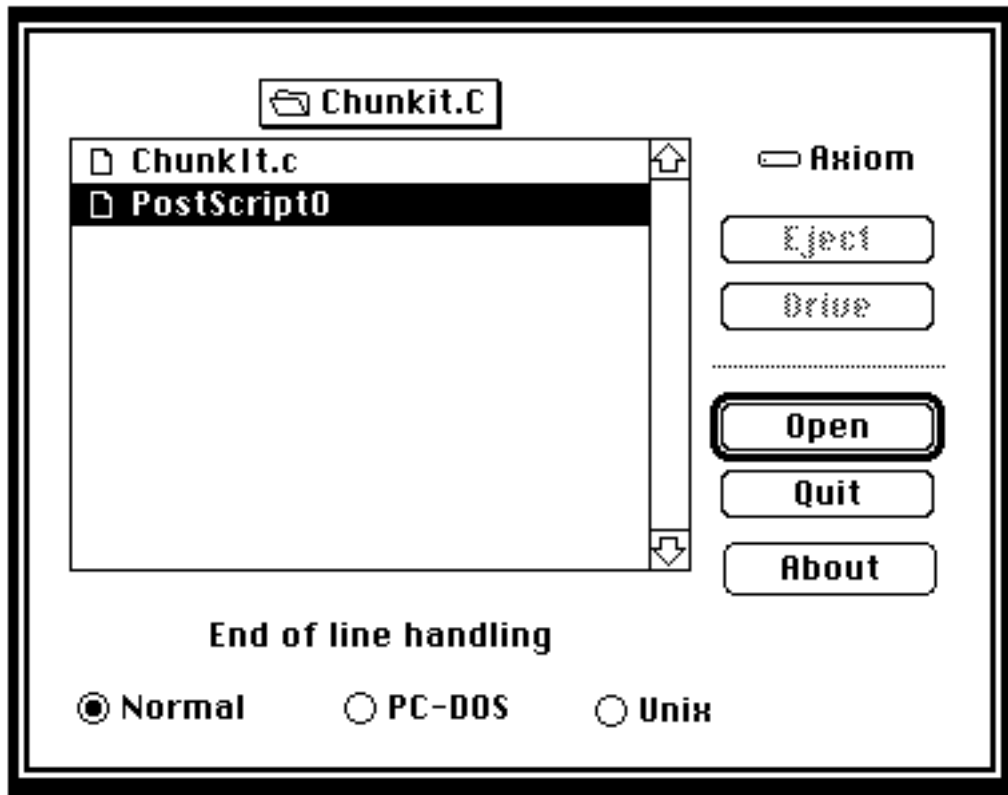 Chunkit.C
ChunkIt.c
PostScript0
Axiom
Eject
Drive
Open
Quit
About
End of line handling
Normal PC-DOS Unix